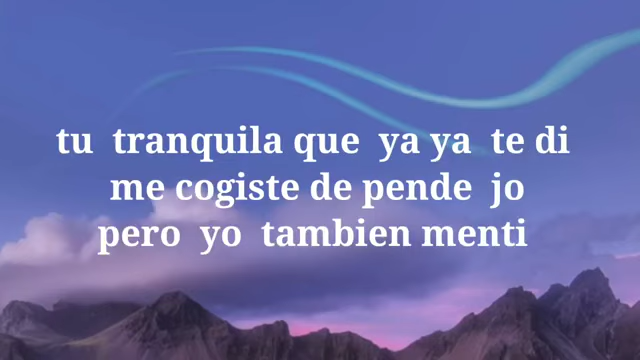 tu tranquila que ya ya te di
me cogiste de pende jo
pero yo tambien menti